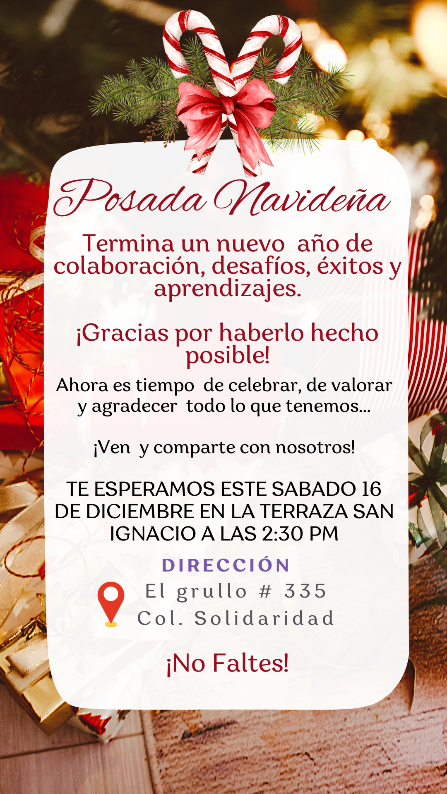 Posada Navideña
Termina un nuevo año de
colaboración, desafíos, éxitos y
aprendizajes.
¡Gracias por haberlo hecho
posible!
Ahora es tiempo de celebrar, de valorar
y agradecer todo lo que tenemos...
¡Ven y comparte con nosotros!
TE ESPERAMOS ESTE SABADO 16
DE DICIEMBRE EN LA TERRAZA SAN
IGNACIO A LAS 2:30 PM
DIRECCIÓN
El grullo # 335
Col. Solidaridad
¡No Faltes!